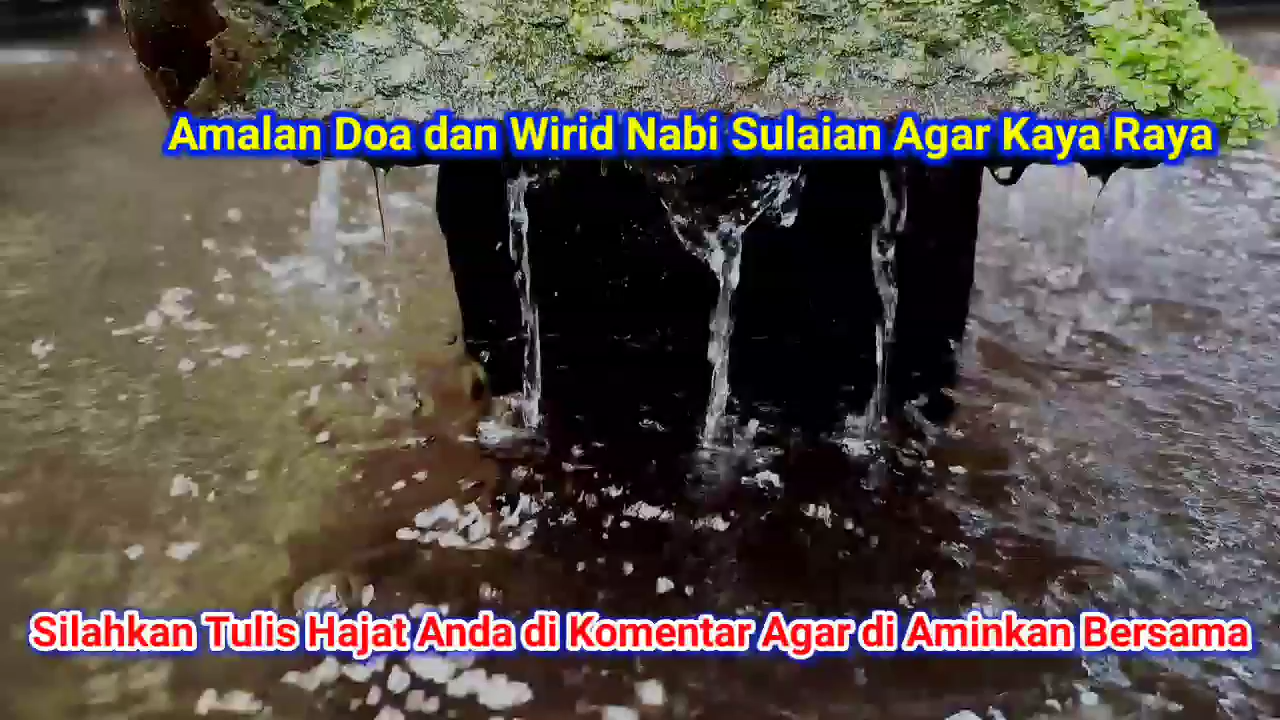 Amalan Doa dan Wirid Nabi Sulaian Agar Kaya Raya
Silahkan Tulis Hajat Anda di Komentar Agar di Aminkan Bersama